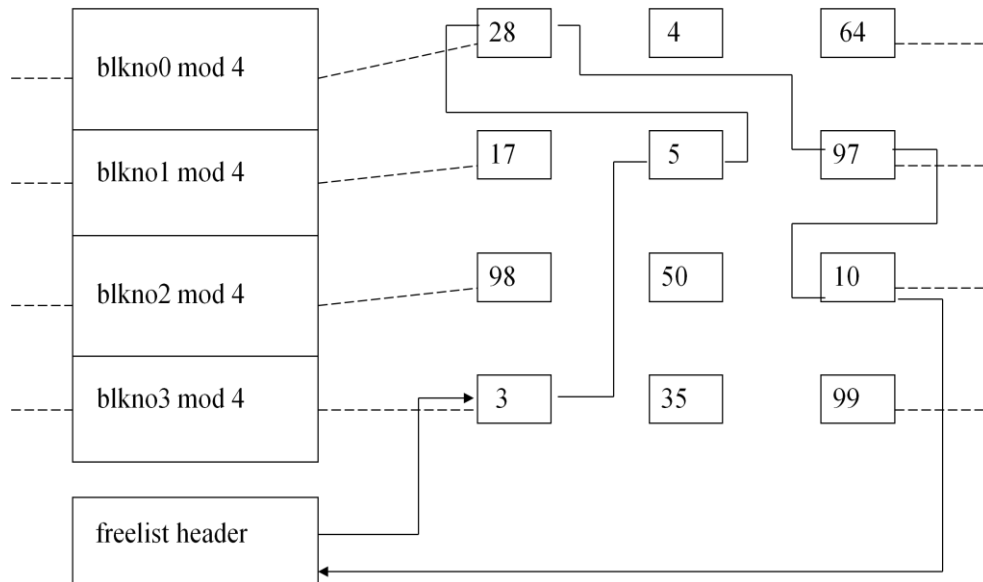 blkno0 mod 4 28 4 64
blkno1 mod 4 17 5 97
blkno2 mod 4 98 50 10
blkno3 mod 4 3 35 99
freelist header